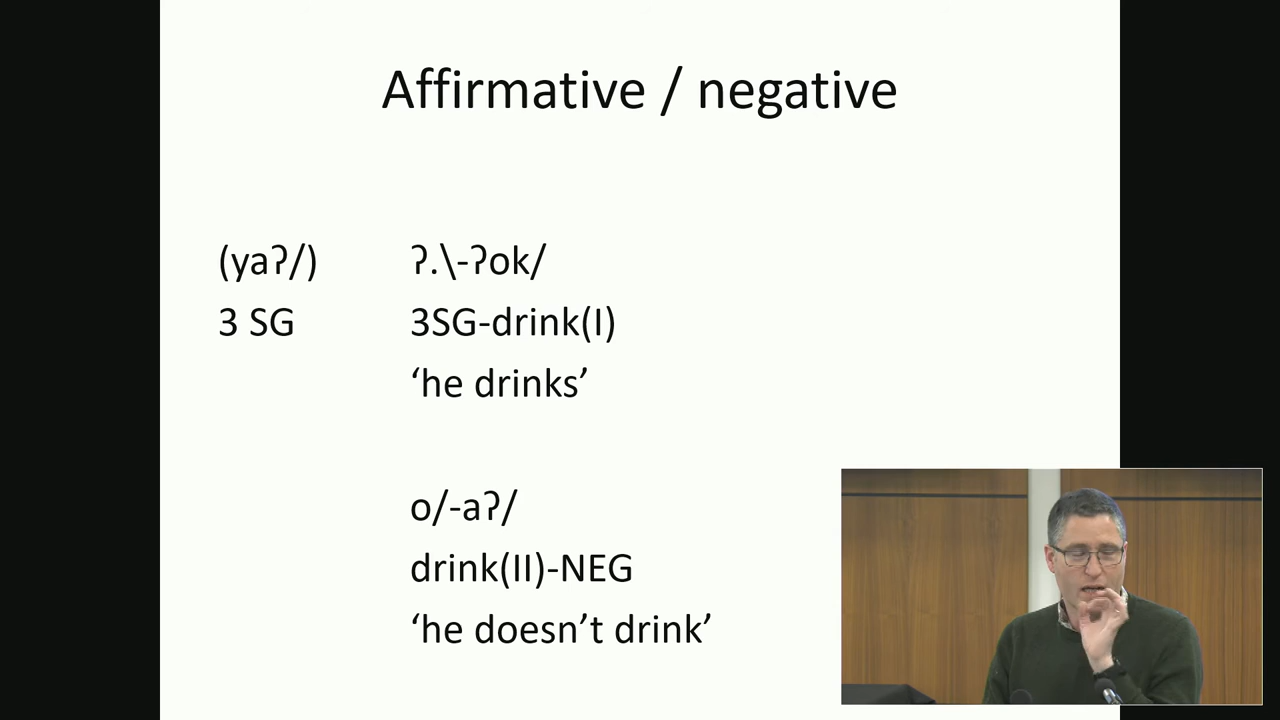 Affirmative / negative
(yaʔ/) ʔ.\-ʔok/
3 SG 3SG-drink(I)
‘he drinks’
o/-aʔ/
drink(II)-NEG
‘he doesn’t drink’